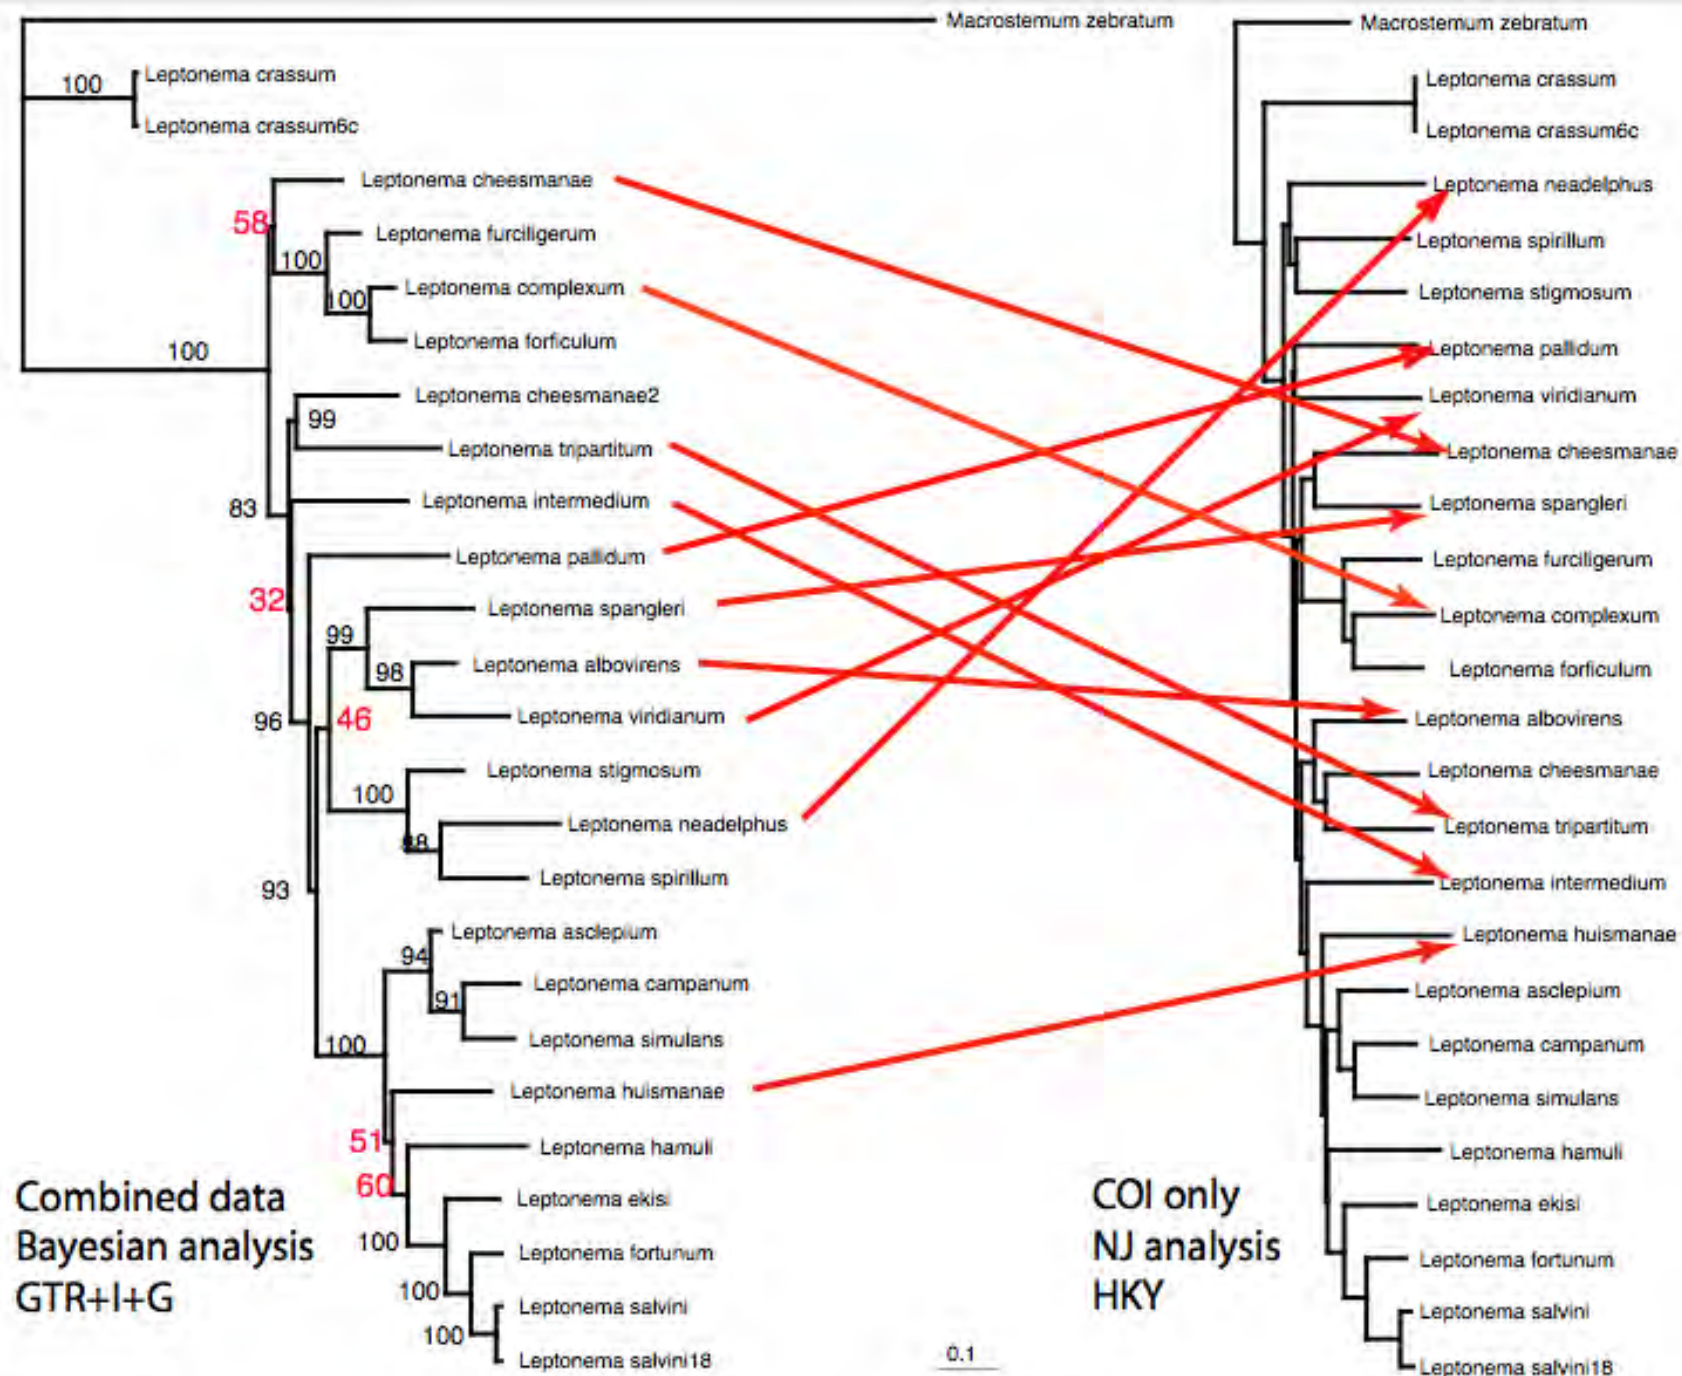 Macrostemum zebratum
100
Leptonema crassum
Leptonema crassum6c
Leptonema cheesmanae
58
Leptonema furciligerum
100
Leptonema complexum
100
Leptonema forficulum
100
Leptonema cheesmanae2
99
Leptonema tripartitum
Leptonema intermedium
83
Leptonema pallidum
32
Leptonema spangleri
99
Leptonema albovirens
98
Leptonema viridianum
96
46
Leptonema stigmosum
100
Leptonema neadelphus
98
Leptonema spirillum
93
Leptonema asclepium
94
Leptonema campanum
91
Leptonema simulans
100
Leptonema huismanae
51
Leptonema hamuli
60
Leptonema ekisi
100
Leptonema fortunum
100
Leptonema salvini
100
Leptonema salvini18
Combined data
Bayesian analysis
GTR+I+G
0.1
Macrostemum zebratum
Leptonema crassum
Leptonema crassum6c
Leptonema neadelphus
Leptonema spirillum
Leptonema stigmosum
Leptonema pallidum
Leptonema viridianum
Leptonema cheesmanae
Leptonema spangleri
Leptonema furciligerum
Leptonema complexum
Leptonema forficulum
Leptonema albovirens
Leptonema cheesmanae
Leptonema tripartitum
Leptonema intermedium
Leptonema huismanae
Leptonema asclepium
Leptonema campanum
Leptonema simulans
Leptonema hamuli
Leptonema ekisi
Leptonema fortunum
Leptonema salvini
Leptonema salvini18
COI only
NJ analysis
HKY